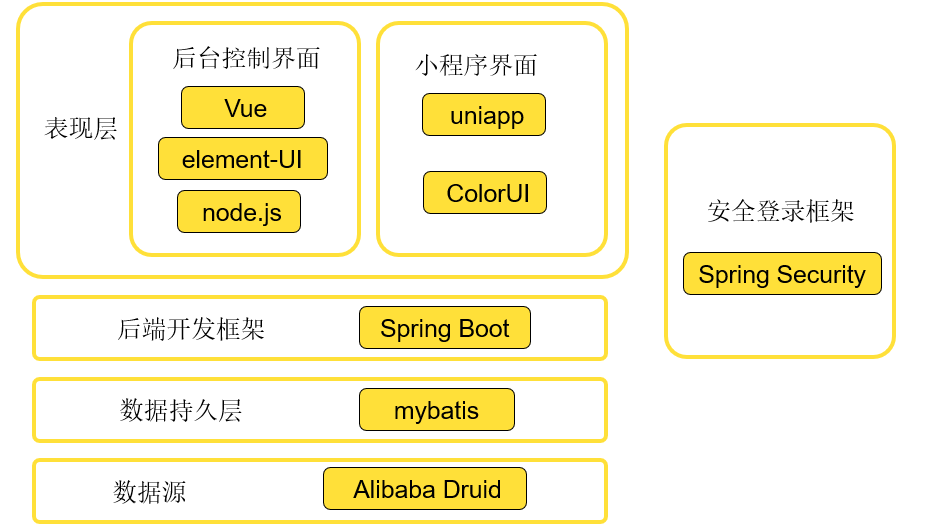 表现层
后台控制界面
Vue
element-UI
node.js
小程序界面
uniapp
ColorUI
安全登录框架
Spring Security
后端开发框架
Spring Boot
数据持久层
mybatis
数据源
Alibaba Druid